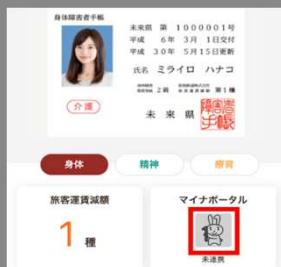 身体障害者手帳
未来県 第 1000001号
平成 6年 3月 1日交付
平成 30年 5月15日更新
氏名 ミライロ ハナコ
2級 第1種
介護
未来県
身体
精神
療育
旅客運賃減額
1 種
マイナポータル
未連携